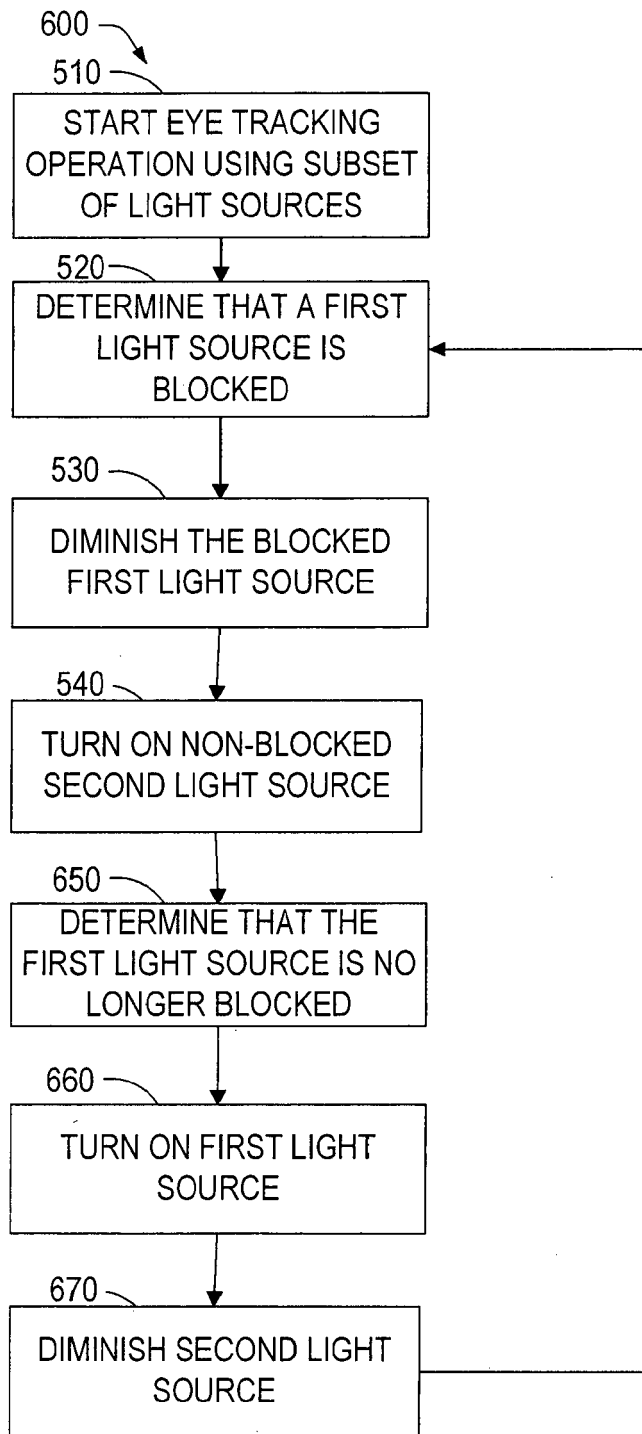 600
510
START EYE TRACKING
OPERATION USING SUBSET
OF LIGHT SOURCES
520
DETERMINE THAT A FIRST
LIGHT SOURCE IS
BLOCKED
530
DIMINISH THE BLOCKED
FIRST LIGHT SOURCE
540
TURN ON NON-BLOCKED
SECOND LIGHT SOURCE
650
DETERMINE THAT THE
FIRST LIGHT SOURCE IS NO
LONGER BLOCKED
660
TURN ON FIRST LIGHT
SOURCE
670
DIMINISH SECOND LIGHT
SOURCE